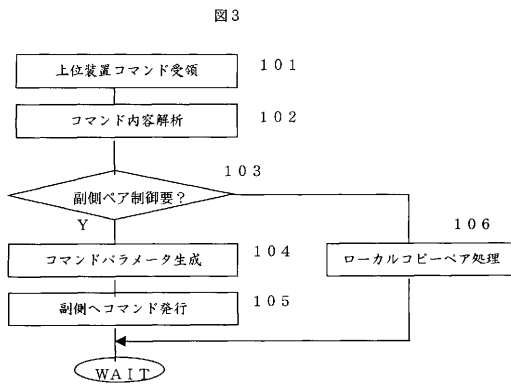 図3
上位装置コマンド受領
101
コマンド内容解析
102
103
副側ペア制御要?
Y
コマンドパラメータ生成
104
106
ローカルコピーペア処理
副側へコマンド発行
105
WAIT